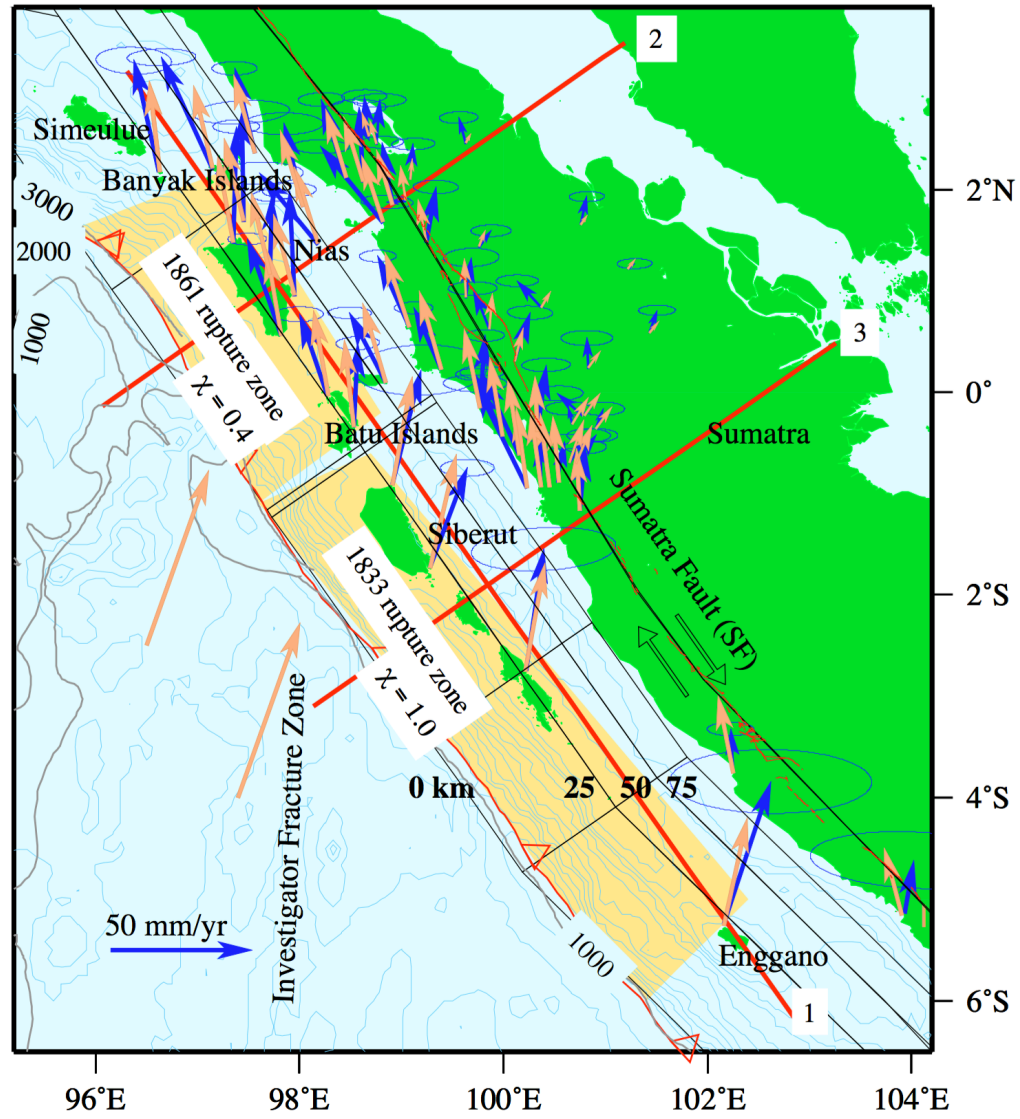 2
Simeulue
Banyak Islands
2˚N
3000
2000
Nias
1000
1861 rupture zone
χ = 0.4
3
0˚
Batu Islands
Sumatra
Siberut
Sumatra Fault (SF)
1833 rupture zone
χ = 1.0
2˚S
0 km 25 50 75
4˚S
Investigator Fracture Zone
50 mm/yr
1000
Enggano
1
6˚S
96˚E 98˚E 100˚E 102˚E 104˚E